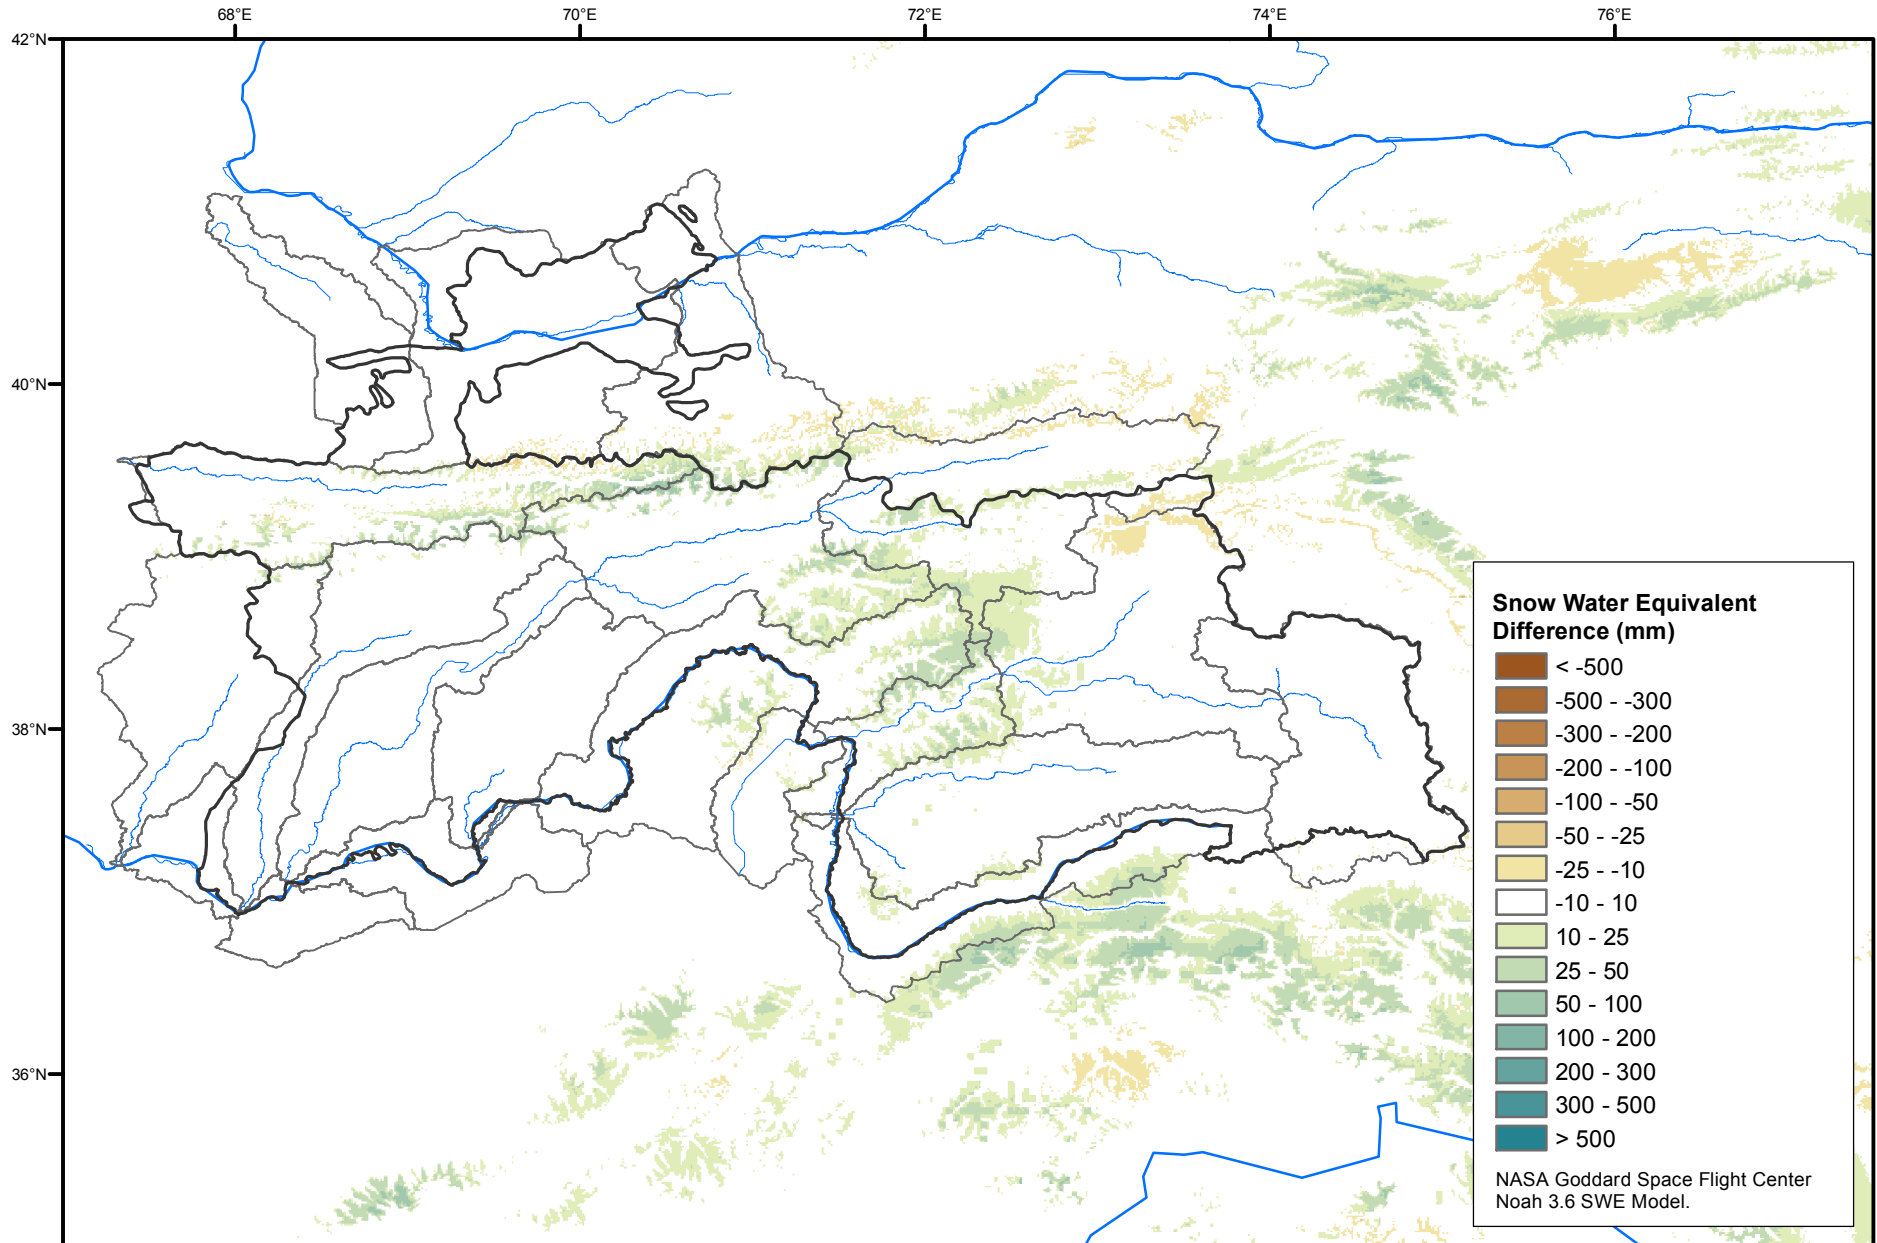 68°E 70°E 72°E 74°E 76°E
42°N
40°N
38°N
36°N
Snow Water Equivalent
Difference (mm)
< -500
-500 - -300
-300 - -200
-200 - -100
-100 - -50
-50 - -25
-25 - -10
-10 - 10
10 - 25
25 - 50
50 - 100
100 - 200
200 - 300
300 - 500
> 500
NASA Goddard Space Flight Center
Noah 3.6 SWE Model.